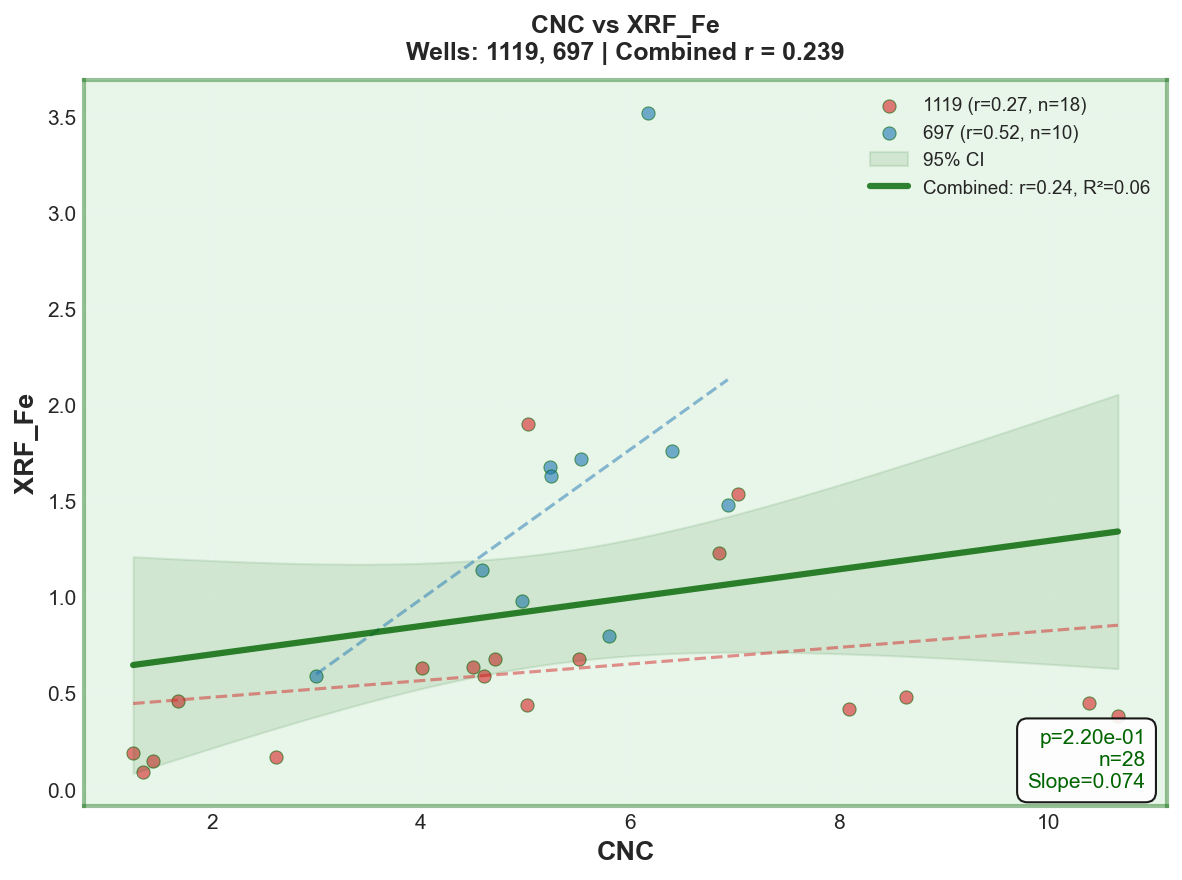 CNC vs XRF_Fe
Wells: 1119, 697 | Combined r = 0.239
1119 (r=0.27, n=18)
697 (r=0.52, n=10)
95% CI
Combined: r=0.24, R²=0.06
XRF_Fe
3.5
3.0
2.5
2.0
1.5
1.0
0.5
0.0
p=2.20e-01
n=28
Slope=0.074
2
4
6
8
10
CNC